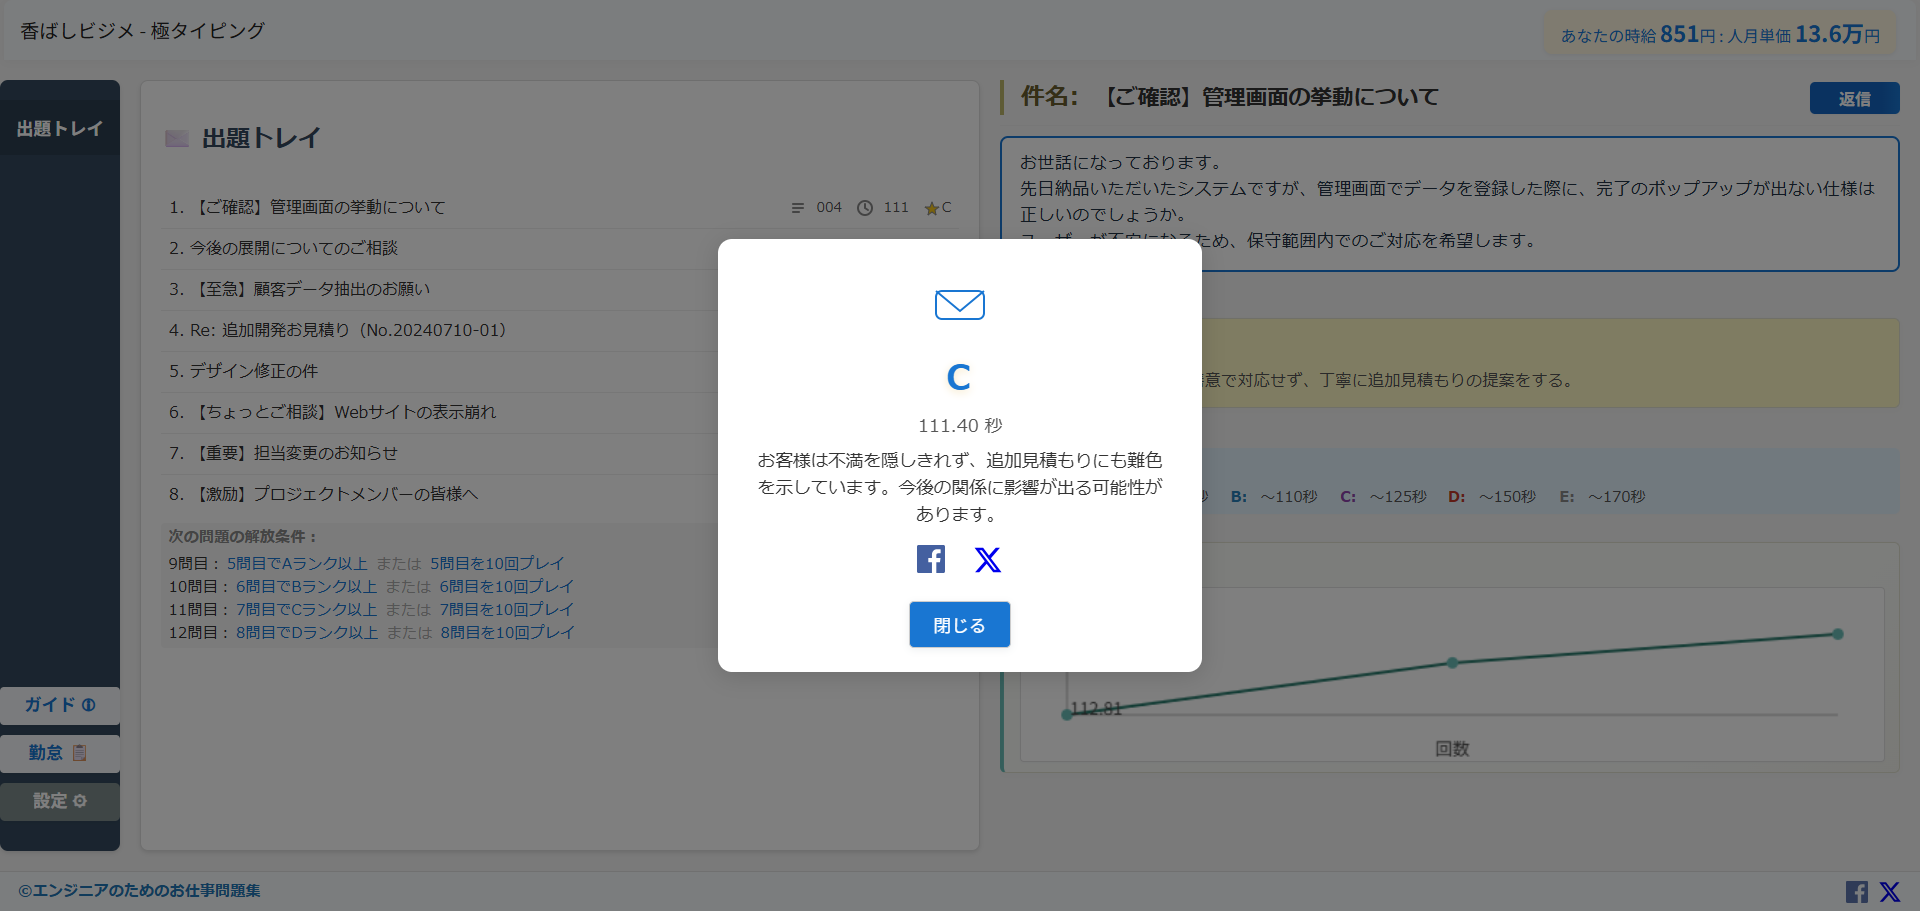 香ばしビジメ - 極タイピング
あなたの時給 851円 : 人月単価 13.6万円
出題トレイ
ガイド
勤怠
設定
出題トレイ
1. 【ご確認】管理画面の挙動について 004 111 C
2. 今後の展開についてのご相談
3. 【至急】顧客データ抽出のお願い
4. Re: 追加開発お見積り（No.20240710-01）
5. デザイン修正の件
6. 【ちょっとご相談】Webサイトの表示崩れ
7. 【重要】担当変更のお知らせ
8. 【激励】プロジェクトメンバーの皆様へ
次の問題の解放条件：
9問目： 5問目でAランク以上 または 5問目を10回プレイ
10問目： 6問目でBランク以上 または 6問目を10回プレイ
11問目： 7問目でCランク以上 または 7問目を10回プレイ
12問目： 8問目でDランク以上 または 8問目を10回プレイ
件名: 【ご確認】管理画面の挙動について
返信
お世話になっております。
先日納品いただいたシステムですが、管理画面でデータを登録した際に、完了のポップアップが出ない仕様は
正しいのでしょうか。
ため、保守範囲内でのご対応を希望します。
意で対応せず、丁寧に追加見積もりの提案をする。
B: ～110秒 C: ～125秒 D: ～150秒 E: ～170秒
112.81
回数
C
111.40 秒
お客様は不満を隠しきれず、追加見積もりにも難色
を示しています。今後の関係に影響が出る可能性が
あります。
閉じる
©エンジニアのためのお仕事問題集